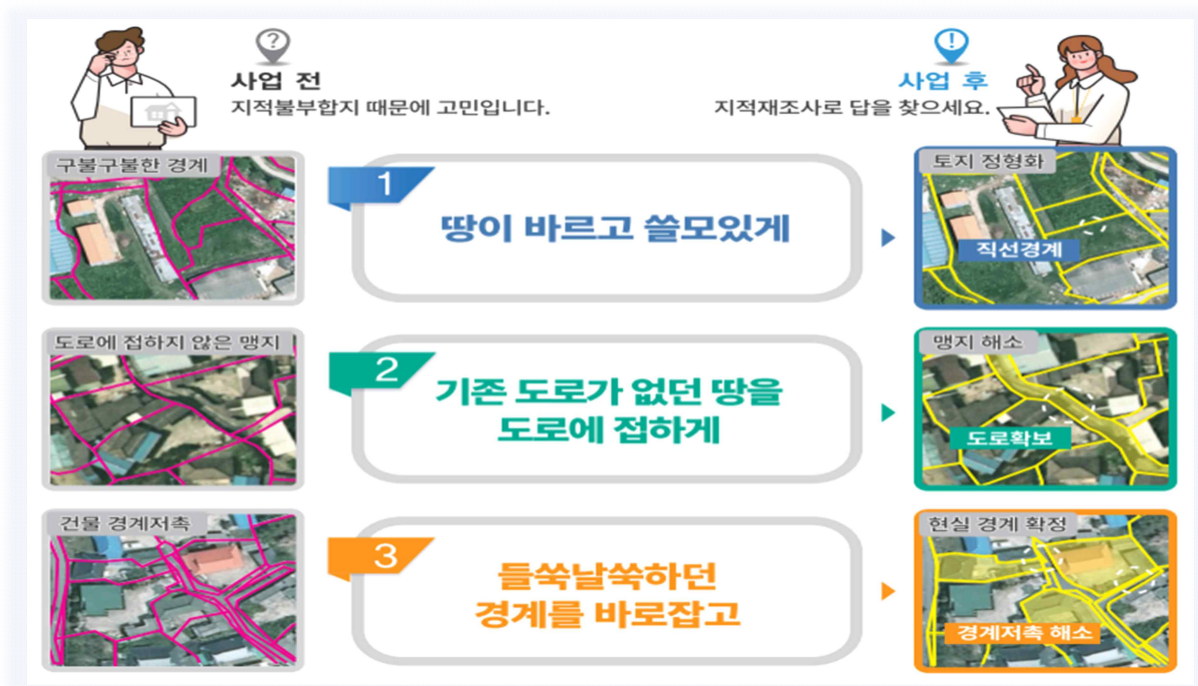 ?
사업 전
지적불부합지 때문에 고민입니다.
!
사업 후
지적재조사로 답을 찾으세요.
구불구불한 경계
1
땅이 바르고 쓸모있게
토지 정형화
직선경계
도로에 접하지 않은 맹지
2
기존 도로가 없던 땅을
도로에 접하게
맹지 해소
도로확보
건물 경계저촉
3
들쑥날쑥하던
경계를 바로잡고
현실 경계 확정
경계저촉 해소